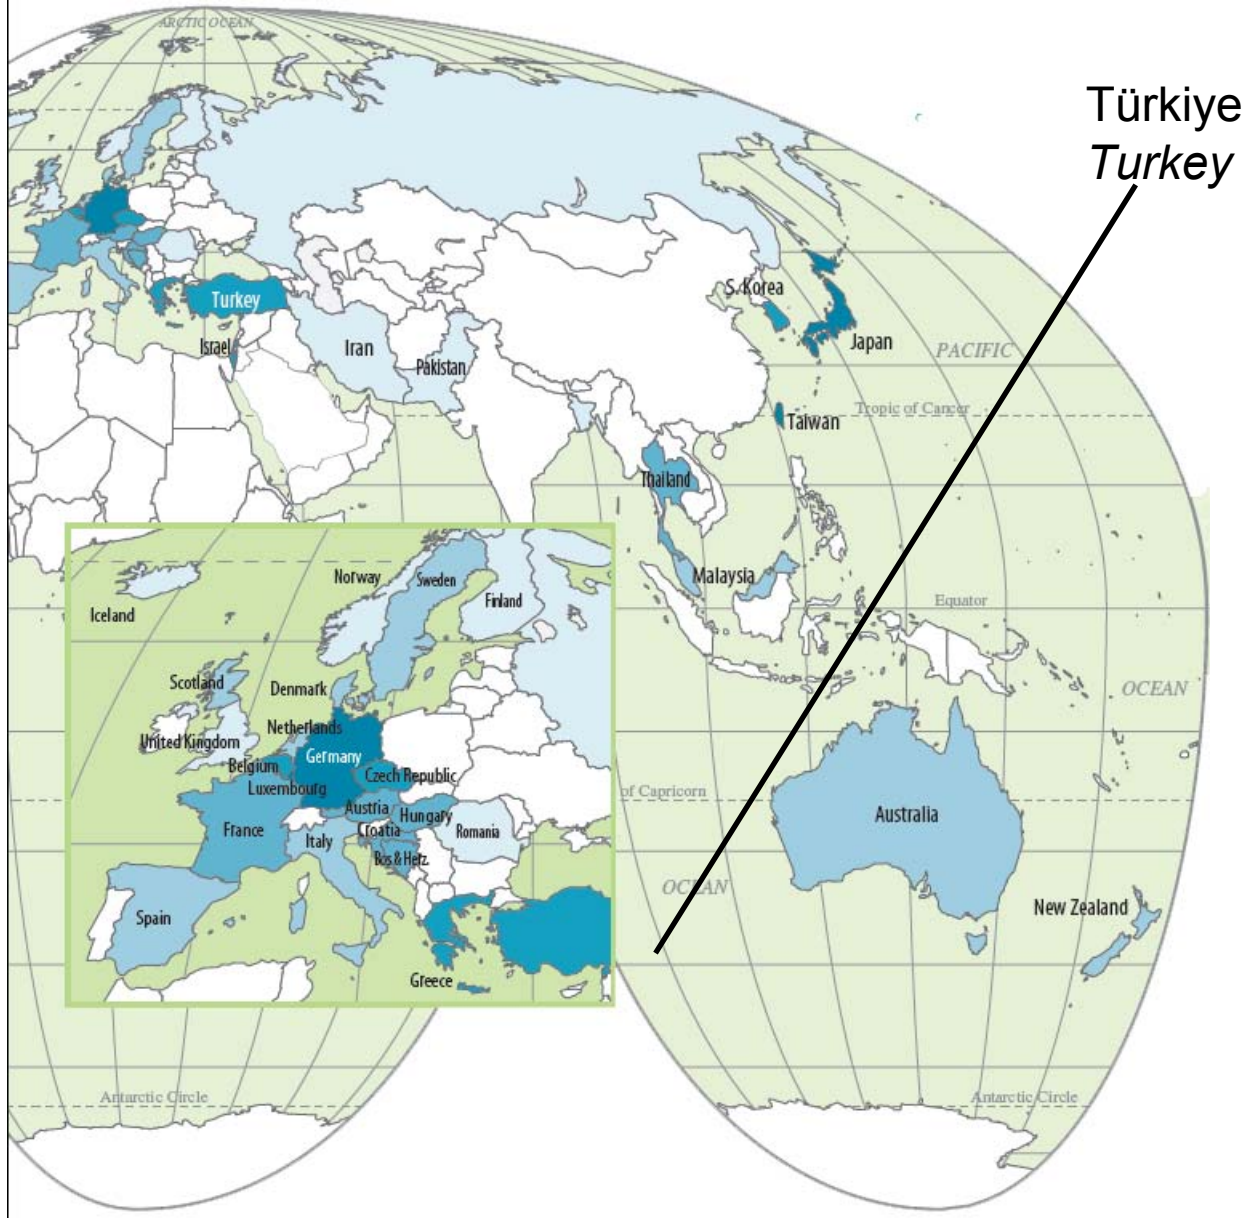 ARCTIC OCEAN
Türkiye
Turkey
Turkey
S. Korea
Israel
Iran
Japan
PACIFIC
Pakistan
Tropic of Cancer
Taiwan
Thailand
Malaysia
Equator
OCEAN
of Capricorn
Australia
OCEAN
New Zealand
Antarctic Circle
Antarctic Circle
Norway
Sweden
Finland
Iceland
Scotland
Denmark
Netherlands
United Kingdom
Germany
Belgium
Czech Republic
Luxembourg
Austria
Hungary
France
Croatia
Romania
Italy
Bos & Herz.
Spain
Greece